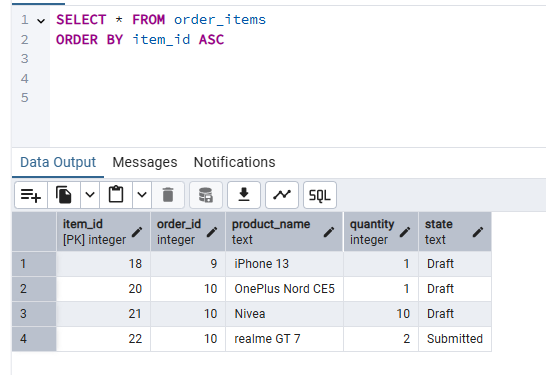 1 SELECT * FROM order_items
2 ORDER BY item_id ASC
3
4
5
Data Output Messages Notifications
SQL
item_id order_id product_name quantity state
[PK] integer integer text integer text
1 18 9 iPhone 13 1 Draft
2 20 10 OnePlus Nord CE5 1 Draft
3 21 10 Nivea 10 Draft
4 22 10 realme GT 7 2 Submitted